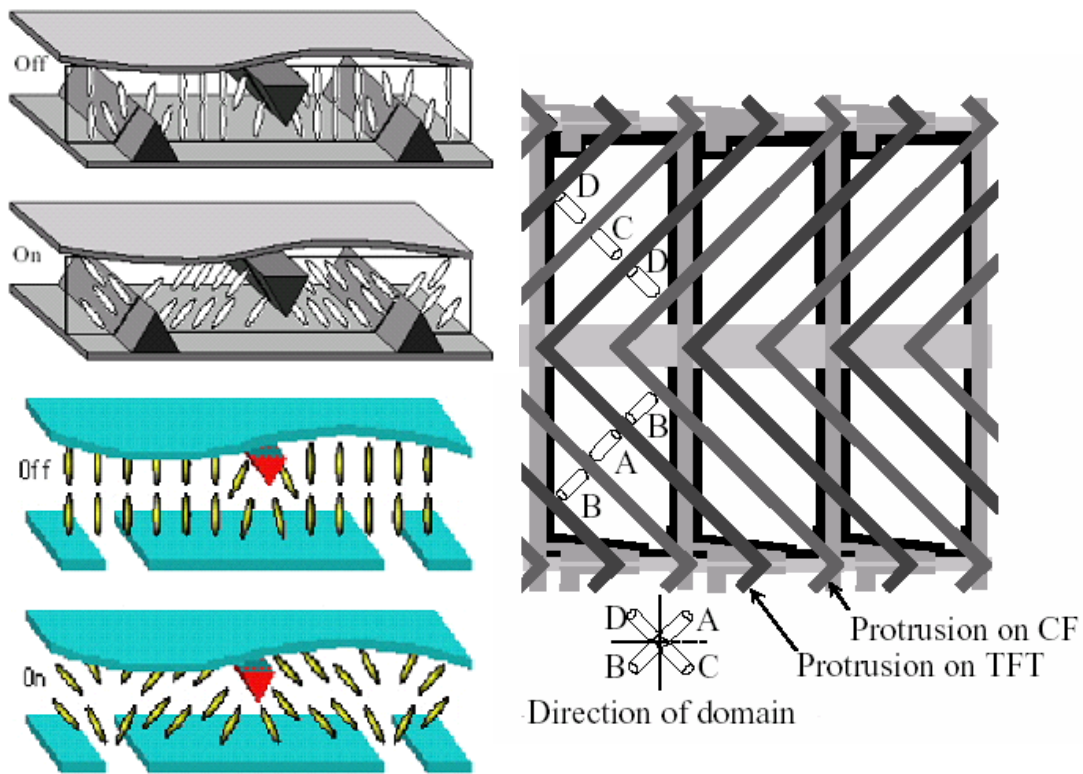 Off
On
Off
On
D
C
D
B
A
B
D
A
B
C
Protrusion on CF
Protrusion on TFT
Direction of domain